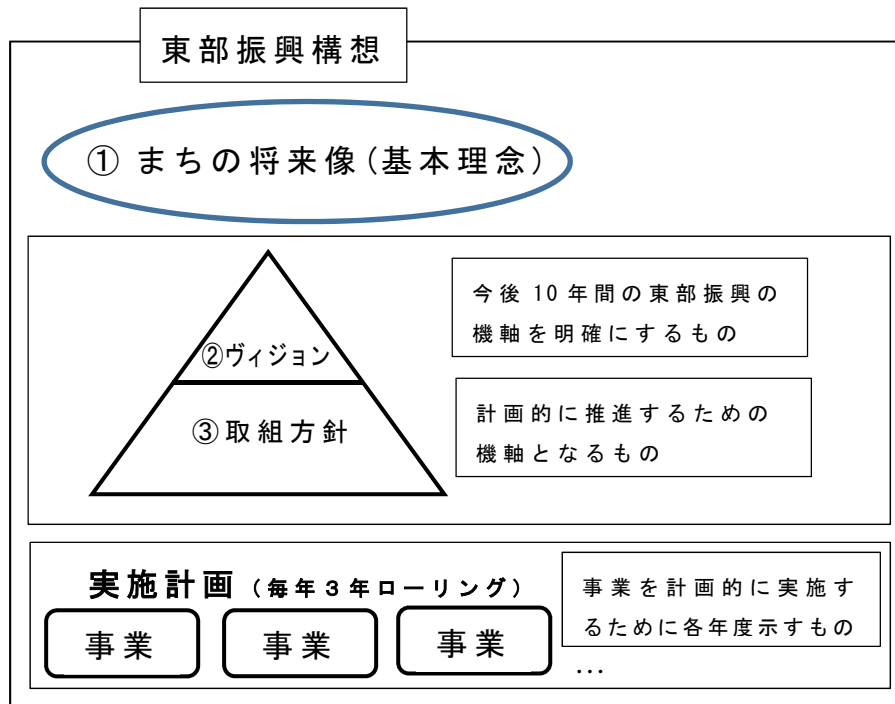 東部振興構想
① まちの将来像(基本理念)
②ヴィジョン
今後10年間の東部振興の
機軸を明確にするもの
③取組方針
計画的に推進するための
機軸となるもの
実施計画(毎年3年ローリング)
事業を計画的に実施す
るために各年度示すもの
事業
事業
事業
...